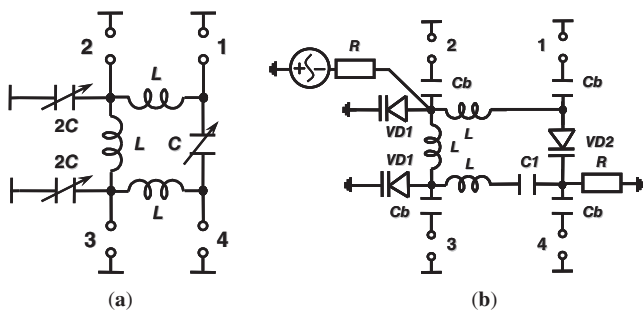 2 1
L
2C
L C
2C
L
3 4
(a)
R 2 1
Cb Cb
VD1 L
L VD2
VD1 L C1 R
Cb Cb
3 4
(b)